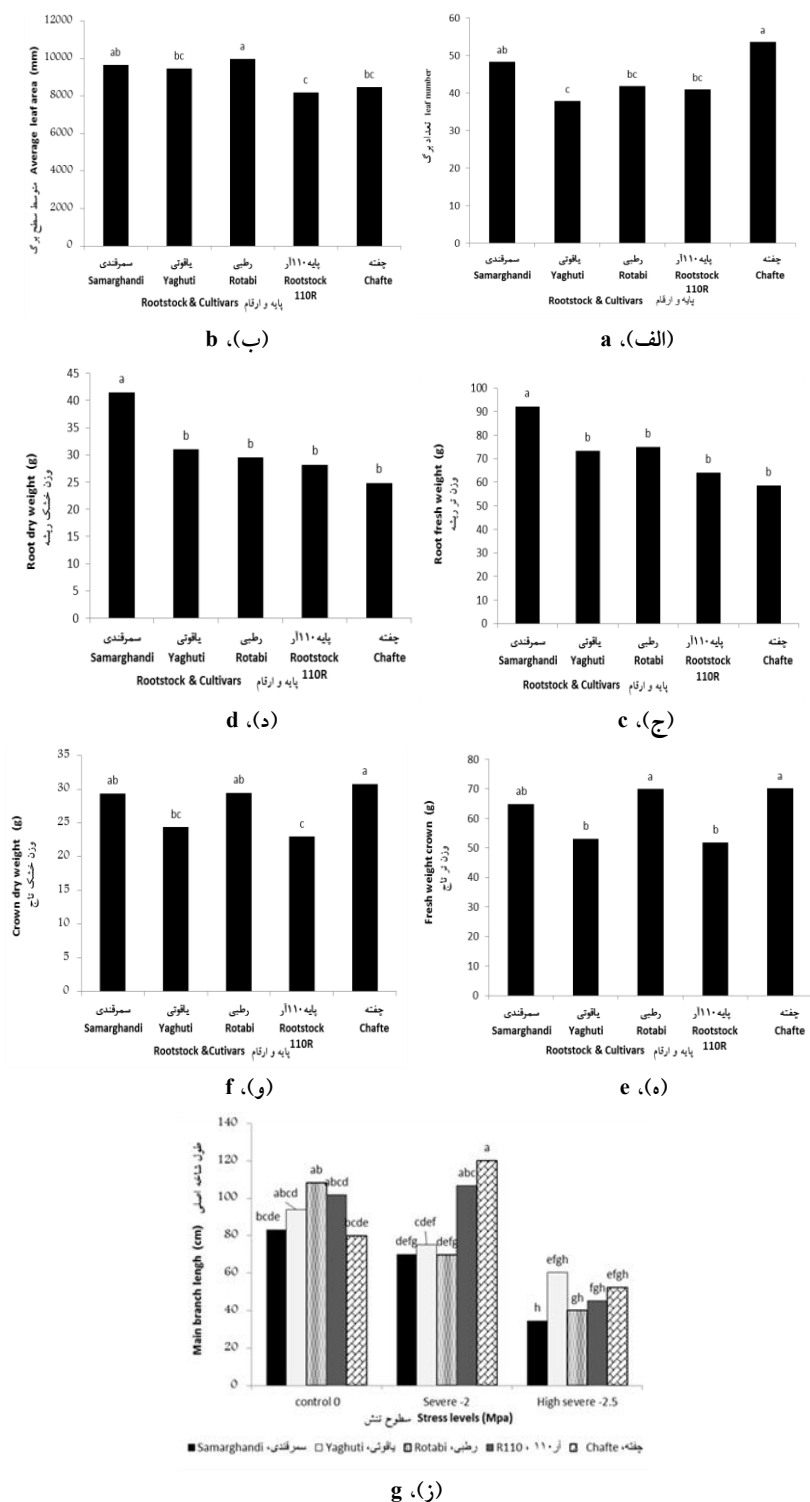 Average leaf area (mm)
متوسط سطح برگ
12000
10000
8000
6000
4000
2000
0
ab
bc
a
c
bc
سمرقندی
یاقوتی
رطبی
پایه ۱۱۰آر
چفته
Samarghandi
Yaghuti
Rotabi
Rootstock 110R
Chafte
Rootstock & Cultivars پایه و ارقام
(ب)، b
leaf number
تعداد برگ
60
50
40
30
20
10
0
ab
c
bc
bc
a
سمرقندی
یاقوتی
رطبی
پایه ۱۱۰آر
چفته
Samarghandi
Yaghuti
Rotabi
Rootstock 110R
Chafte
Rootstock & Cultivars پایه و ارقام
(الف)، a
Root dry weight (g)
وزن خشک ریشه
45
40
35
30
25
20
15
10
5
0
a
b
b
b
b
سمرقندی
یاقوتی
رطبی
پایه ۱۱۰آر
چفته
Samarghandi
Yaghuti
Rotabi
Rootstock 110R
Chafte
Rootstock & Cultivars پایه و ارقام
(د)، d
Root fresh weight (g)
وزن تر ریشه
100
90
80
70
60
50
40
30
20
10
0
a
b
b
b
b
سمرقندی
یاقوتی
رطبی
پایه ۱۱۰آر
چفته
Samarghandi
Yaghuti
Rotabi
Rootstock 110R
Chafte
Rootstock & Cultivars پایه و ارقام
(ج)، c
Crown dry weight (g)
وزن خشک تاج
35
30
25
20
15
10
5
0
ab
bc
ab
c
a
سمرقندی
یاقوتی
رطبی
پایه ۱۱۰آر
چفته
Samarghandi
Yaghuti
Rotabi
Rootstock 110R
Chafte
Rootstock &Cutivars پایه و ارقام
(و)، f
Fresh weight crown (g)
وزن تر تاج
80
70
60
50
40
30
20
10
0
ab
b
a
b
a
سمرقندی
یاقوتی
رطبی
پایه ۱۱۰آر
چفته
Samarghandi
Yaghuti
Rotabi
Rootstock 110R
Chafte
Rootstock & Cultivars پایه و ارقام
(ه)، e
Main branch lengh (cm) طول شاخه اصلی
140
120
100
80
60
40
20
0
bcde
abcd
ab
abcd
bcde
defg
cdef
defg
abc
a
h
efgh
gh
fgh
efgh
control 0
Severe -2
High severe -2.5
سطوح تنش Stress levels (Mpa)
Samarghandi ،سمرقندی
Yaghuti ،یاقوتی
Rotabi ،رطبی
R110 ، آر۱۱۰
Chafte ،چفته
(ز)، g